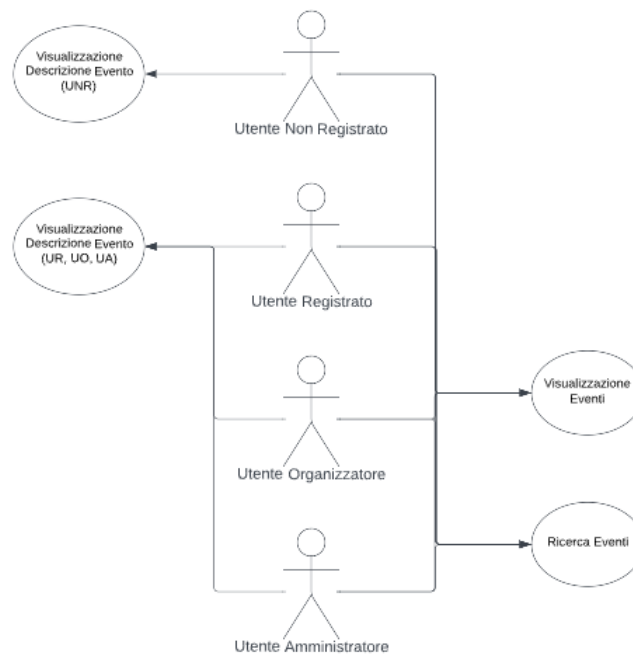 Visualizzazione
Descrizione Evento
(UNR)
Utente Non Registrato
Visualizzazione
Descrizione Evento
(UR, UO, UA)
Utente Registrato
Visualizzazione
Eventi
Utente Organizzatore
Ricerca Eventi
Utente Amministratore